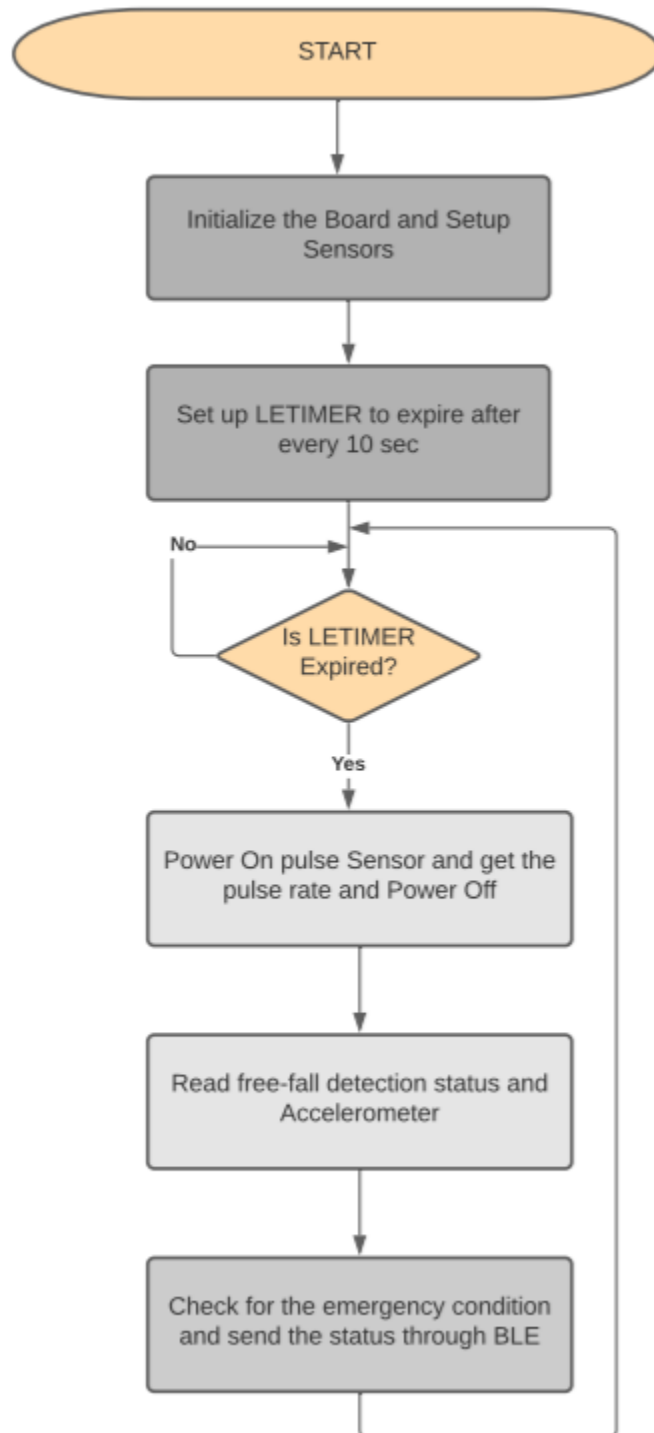 START
Initialize the Board and Setup
Sensors
Set up LETIMER to expire after
every 10 sec
No
Is LETIMER
Expired?
Yes
Power On pulse Sensor and get the
pulse rate and Power Off
Read free-fall detection status and
Accelerometer
Check for the emergency condition
and send the status through BLE